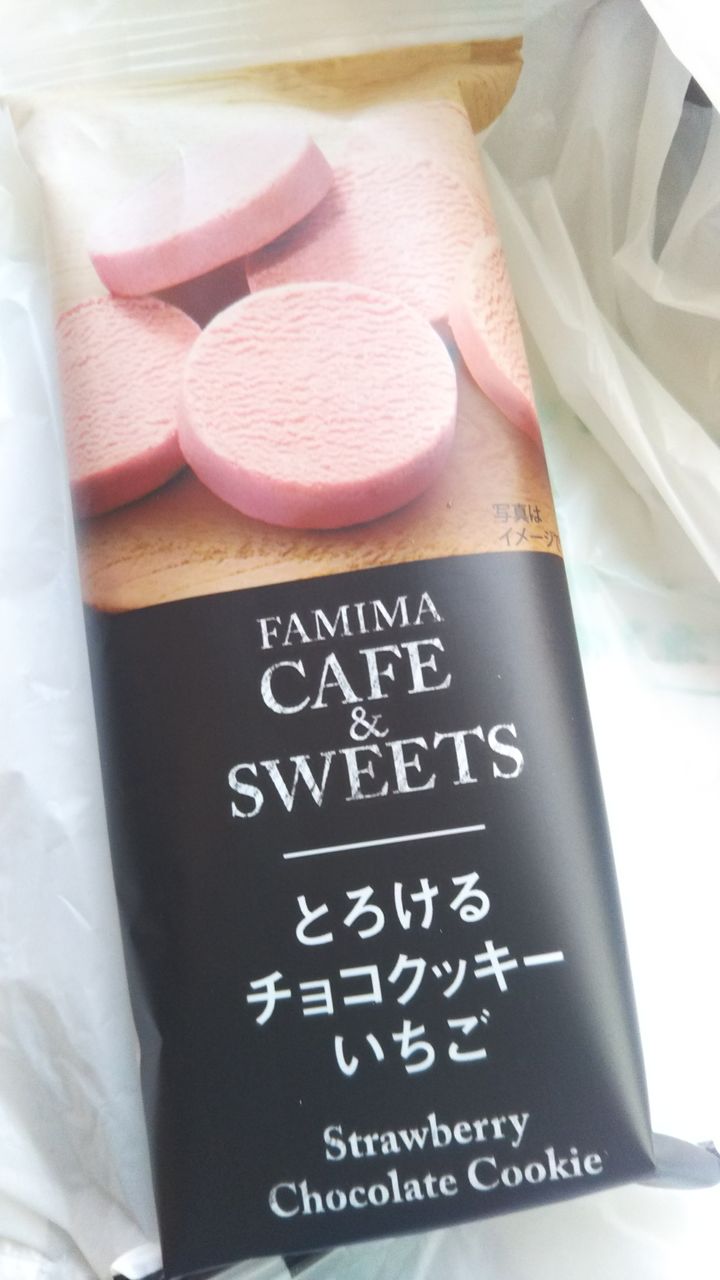 写真は
イメージで
FAMIMA
CAFE
&
SWEETS
とろける
チョコクッキー
いちご
Strawberry
Chocolate Cookie